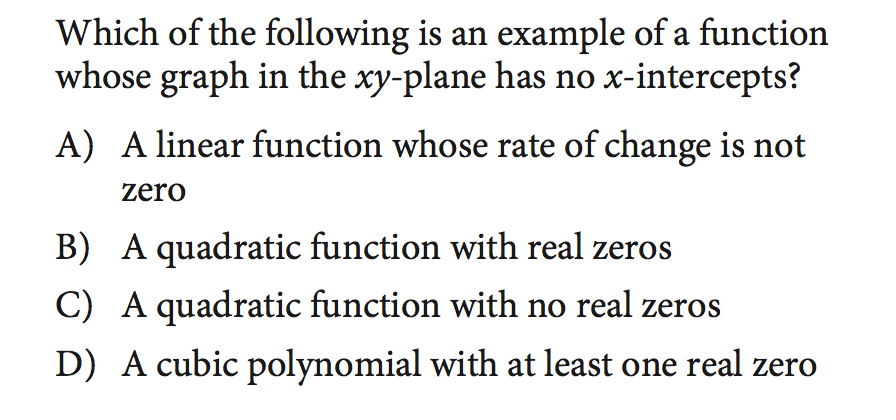 Which of the following is an example of a function
whose graph in the xy-plane has no x-intercepts?
A) A linear function whose rate of change is not
zero
B) A quadratic function with real zeros
C) A quadratic function with no real zeros
D) A cubic polynomial with at least one real zero